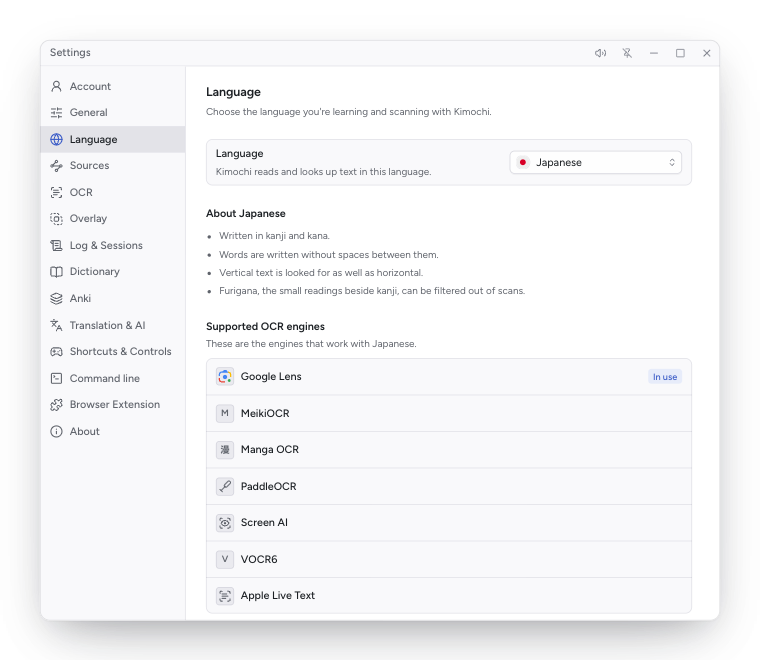 Settings
Account
General
Language
Sources
OCR
Overlay
Log & Sessions
Dictionary
Anki
Translation & AI
Shortcuts & Controls
Command line
Browser Extension
About
Language
Choose the language you're learning and scanning with Kimochi.
Language
Kimochi reads and looks up text in this language.
Japanese
About Japanese
• Written in kanji and kana.
• Words are written without spaces between them.
• Vertical text is looked for as well as horizontal.
• Furigana, the small readings beside kanji, can be filtered out of scans.
Supported OCR engines
These are the engines that work with Japanese.
Google Lens In use
M MeikiOCR
漫 Manga OCR
PaddleOCR
Screen AI
V VOCR6
Apple Live Text